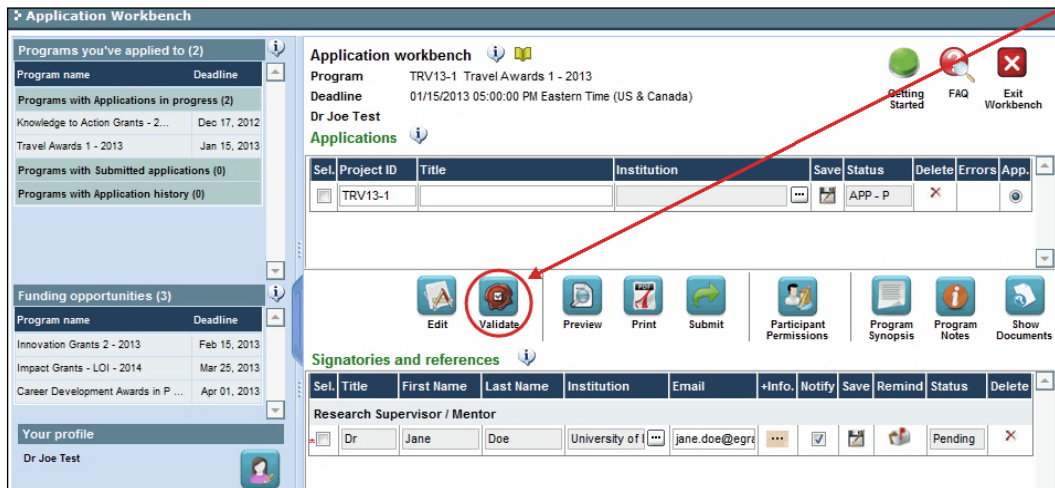 Application Workbench
Programs you've applied to (2)
Program name Deadline
Programs with Applications in progress (2)
Knowledge to Action Grants - 2... Dec 17, 2012
Travel Awards 1 - 2013 Jan 15, 2013
Programs with Submitted applications (0)
Programs with Application history (0)
Funding opportunities (3)
Program name Deadline
Innovation Grants 2 - 2013 Feb 15, 2013
Impact Grants - LOI - 2014 Mar 25, 2013
Career Development Awards in P ... Apr 01, 2013
Your profile
Dr Joe Test
Application workbench
Program TRV13-1 Travel Awards 1 - 2013
Deadline 01/15/2013 05:00:00 PM Eastern Time (US & Canada)
Dr Joe Test
Applications
Getting Started
FAQ
Exit Workbench
Sel. Project ID Title Institution Save Status Delete Errors App.
TRV13-1 ... APP - P
Edit
Validate
Preview
PDF
Print
Submit
Participant Permissions
Program Synopsis
Program Notes
Show Documents
Signatories and references
Sel. Title First Name Last Name Institution Email +Info. Notify Save Remind Status Delete
Research Supervisor / Mentor
Dr Jane Doe University of ... jane.doe@egra ... Pending